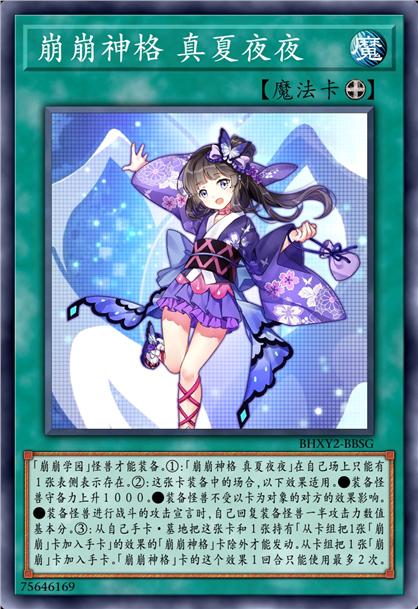 崩崩神格 真夏夜夜
魔
【魔法卡】
BHXY2-BBSG
「崩崩学园」怪兽才能装备。①：「崩崩神格 真夏夜夜」在自己场上只能有
1张表侧表示存在。②：这张卡装备中的场合，以下效果适用。●装备怪
兽守备力上升1000。●装备怪兽不受以卡为对象的对方的效果影响。
●装备怪兽进行战斗的攻击宣言时，自己回复装备怪兽一半攻击力数值
基本分。③：从自己手卡·墓地把这张卡和1张持有「从卡组把1张「崩
崩」卡加入手卡」的效果的「崩崩神格」卡除外才能发动。从卡组把1张「崩
崩」卡加入手卡。「崩崩神格」卡的这个效果1回合只能使用最多2次。
75646169